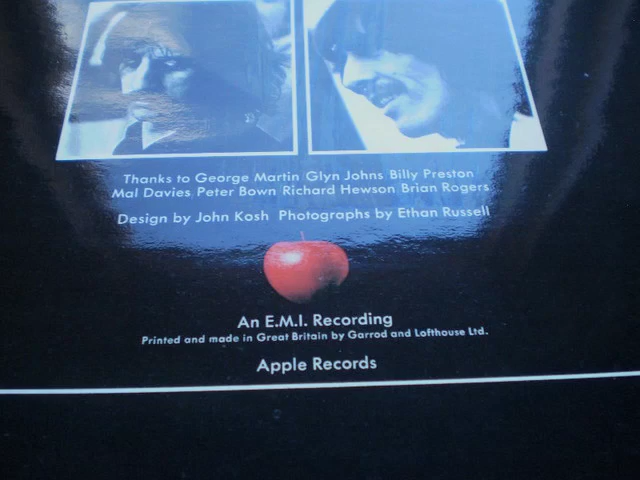 Thanks to George Martin Glyn Johns Billy Preston
Mal Davies Peter Bown Richard Hewson Brian Rogers
Design by John Kosh Photographs by Ethan Russell
An E.M.I. Recording
Printed and made in Great Britain by Garrod and Lofthouse Ltd.
Apple Records